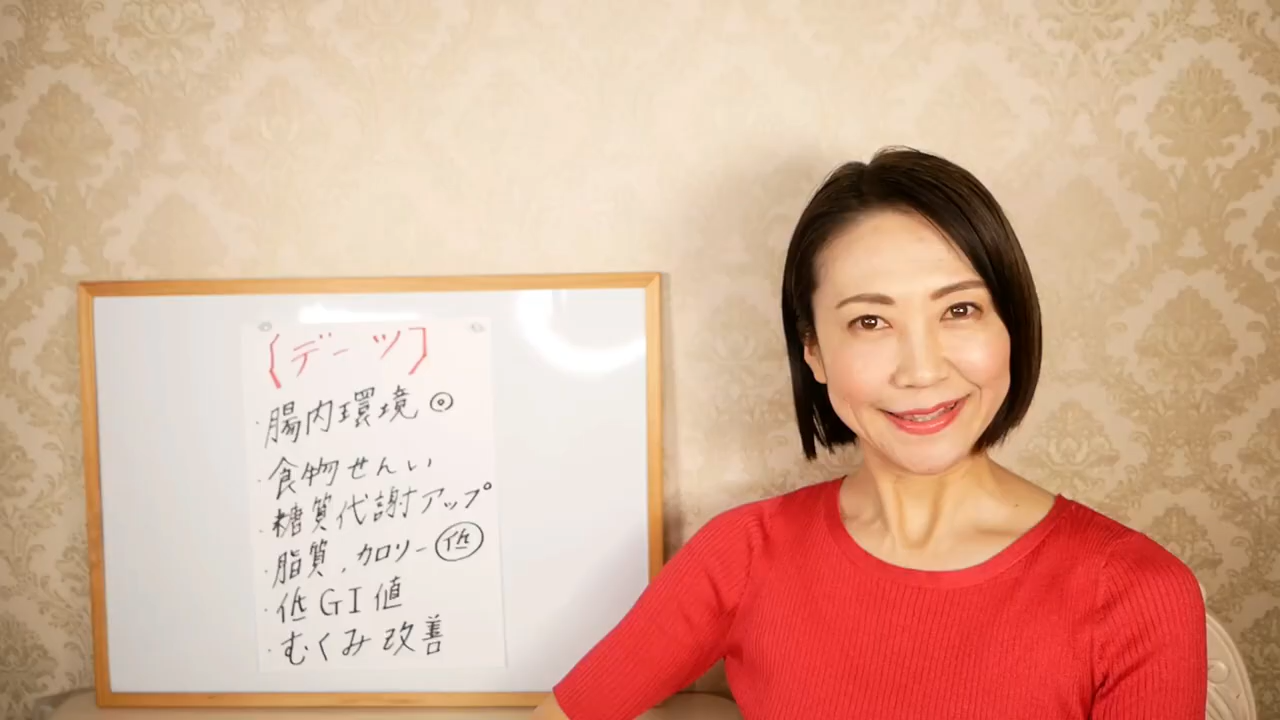 [デーツ]
・腸内環境◎
・食物せんい
・糖質代謝アップ
・脂質、カロリー低
・低GI値
・むくみ改善